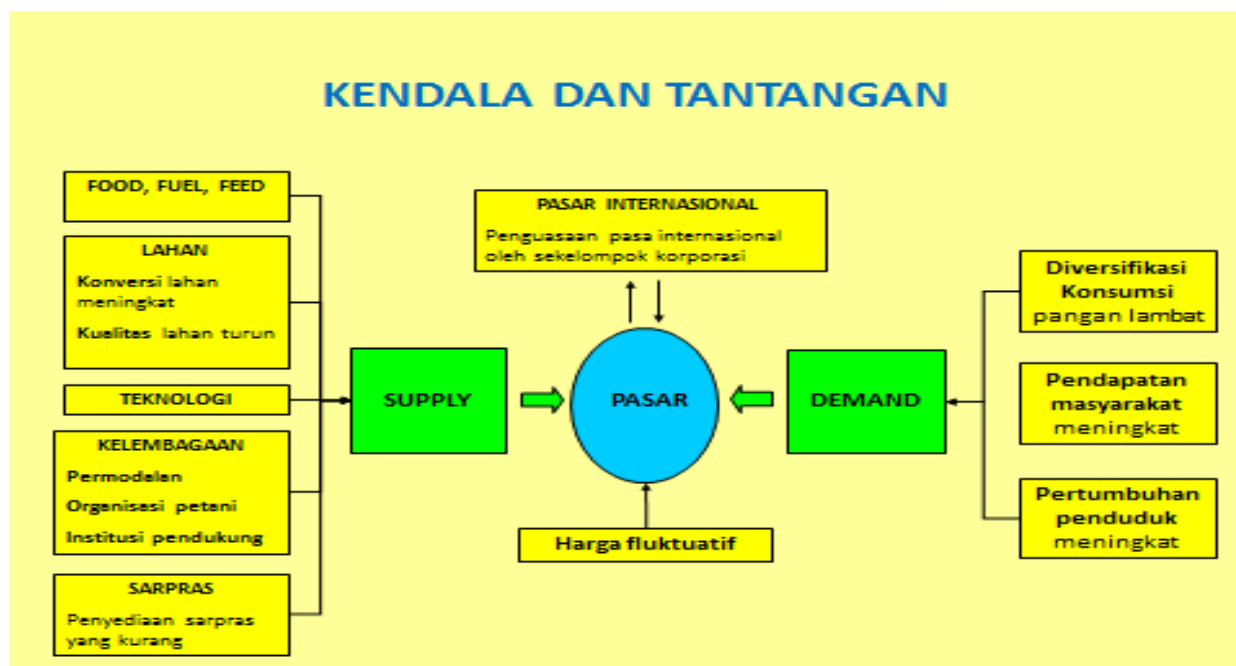 KENDALA DAN TANTANGAN
FOOD, FUEL, FEED
LAHAN
Konversi lahan
meningkat
Kualitas lahan turun
TEKNOLOGI
KELEMBAGAAN
Permodalan
Organisasi petani
Institusi pendukung
SARPRAS
Penyediaan sarpras
yang kurang
SUPPLY
PASAR INTERNASIONAL
Penguasaan pasa internasional
oleh sekelompok korporasi
PASAR
Harga fluktuatif
DEMAND
Diversifikasi
Konsumsi
pangan lambat
Pendapatan
masyarakat
meningkat
Pertumbuhan
penduduk
meningkat